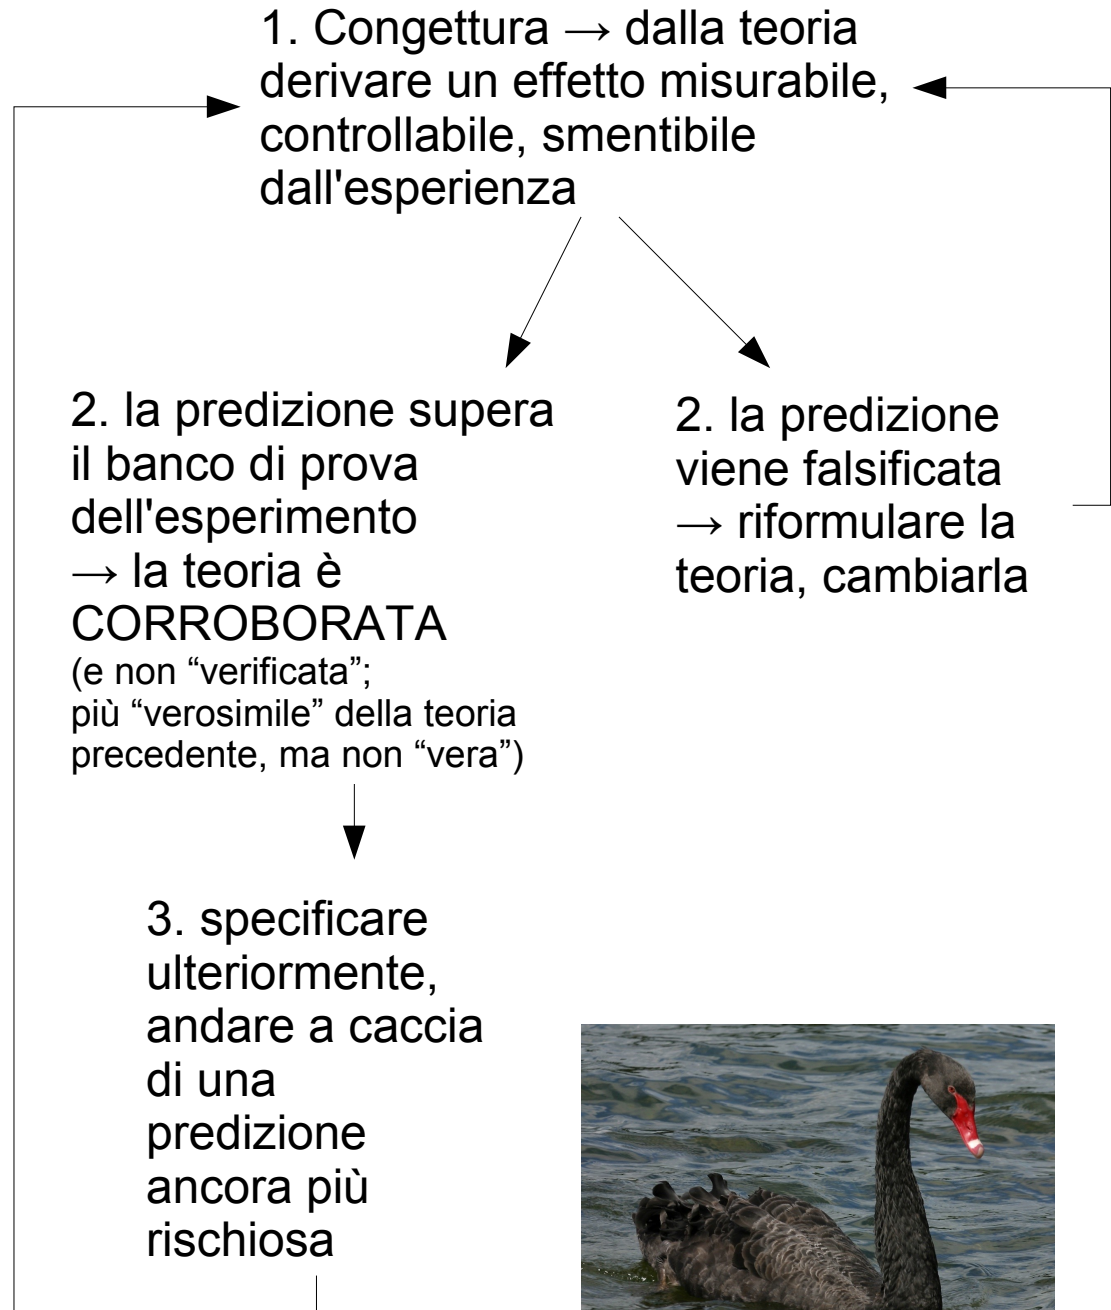 1. Congettura → dalla teoria
derivare un effetto misurabile,
controllabile, smentibile
dall'esperienza
2. la predizione supera
il banco di prova
dell'esperimento
→ la teoria è
CORROBORATA
(e non “verificata”;
più “verosimile” della teoria
precedente, ma non “vera”)
2. la predizione
viene falsificata
→ riformulare la
teoria, cambiarla
3. specificare
ulteriormente,
andare a caccia
di una
predizione
ancora più
rischiosa